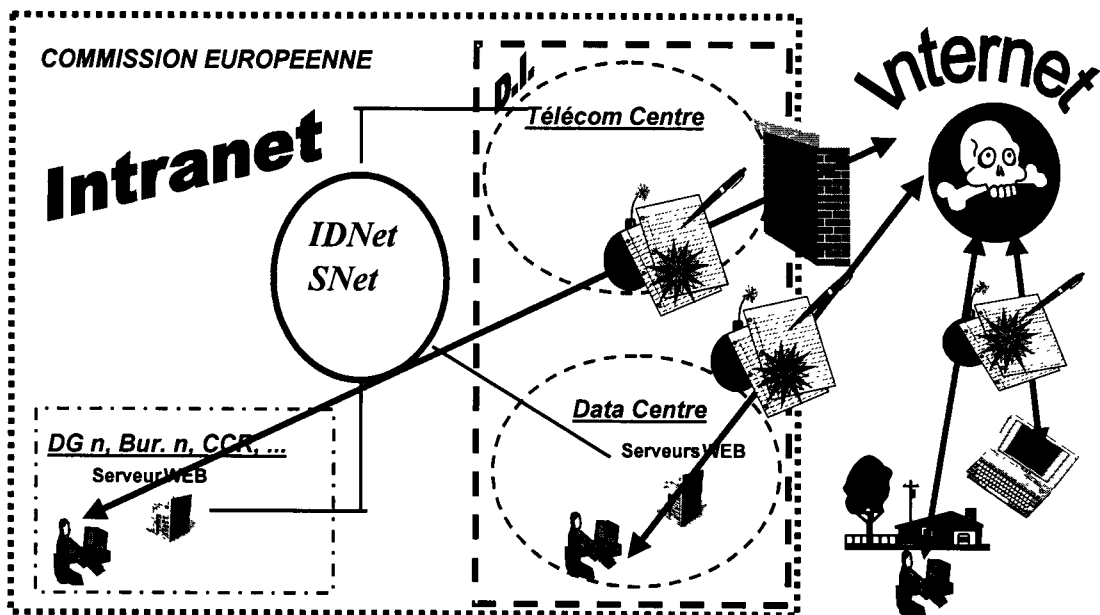 COMMISSION EUROPEENNE
D.I.
Télécom Centre
Internet
Intranet
IDNet
SNet
Data Centre
DG n, Bur. n, CCR, ...
Serveurs WEB
Serveur WEB